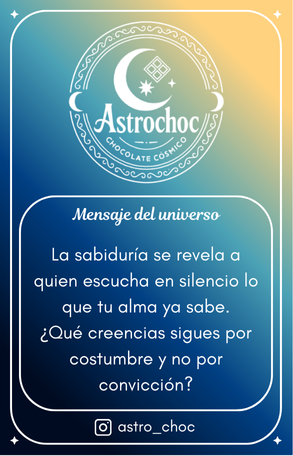 Astrochoc
CHOCOLATE CÓSMICO
Mensaje del universo
La sabiduría se revela a
quien escucha en silencio lo
que tu alma ya sabe.
¿Qué creencias sigues por
costumbre y no por
convicción?
astro_choc